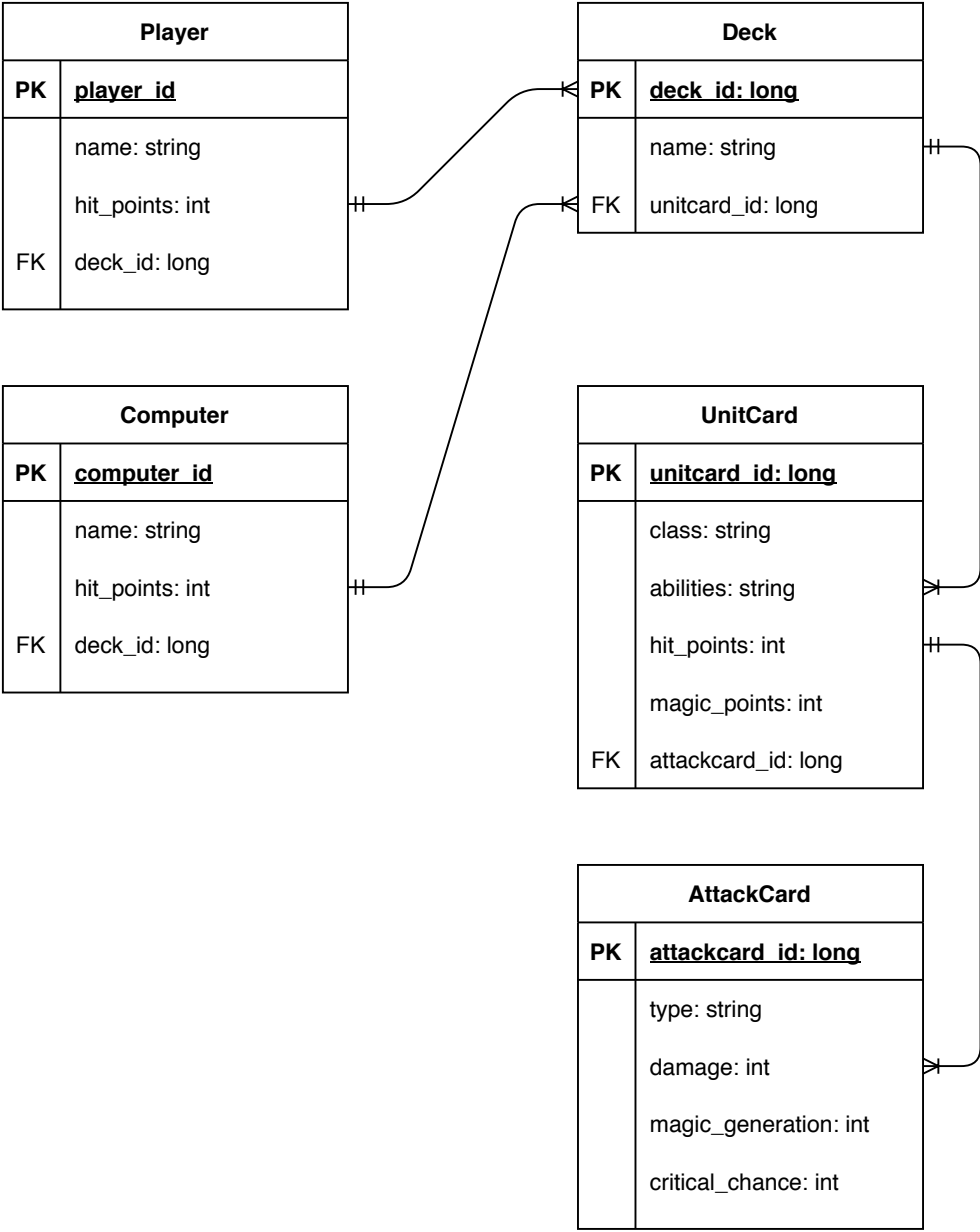 Player
PK player_id
name: string
hit_points: int
FK deck_id: long
Deck
PK deck_id: long
name: string
FK unitcard_id: long
Computer
PK computer_id
name: string
hit_points: int
FK deck_id: long
UnitCard
PK unitcard_id: long
class: string
abilities: string
hit_points: int
magic_points: int
FK attackcard_id: long
AttackCard
PK attackcard_id: long
type: string
damage: int
magic_generation: int
critical_chance: int